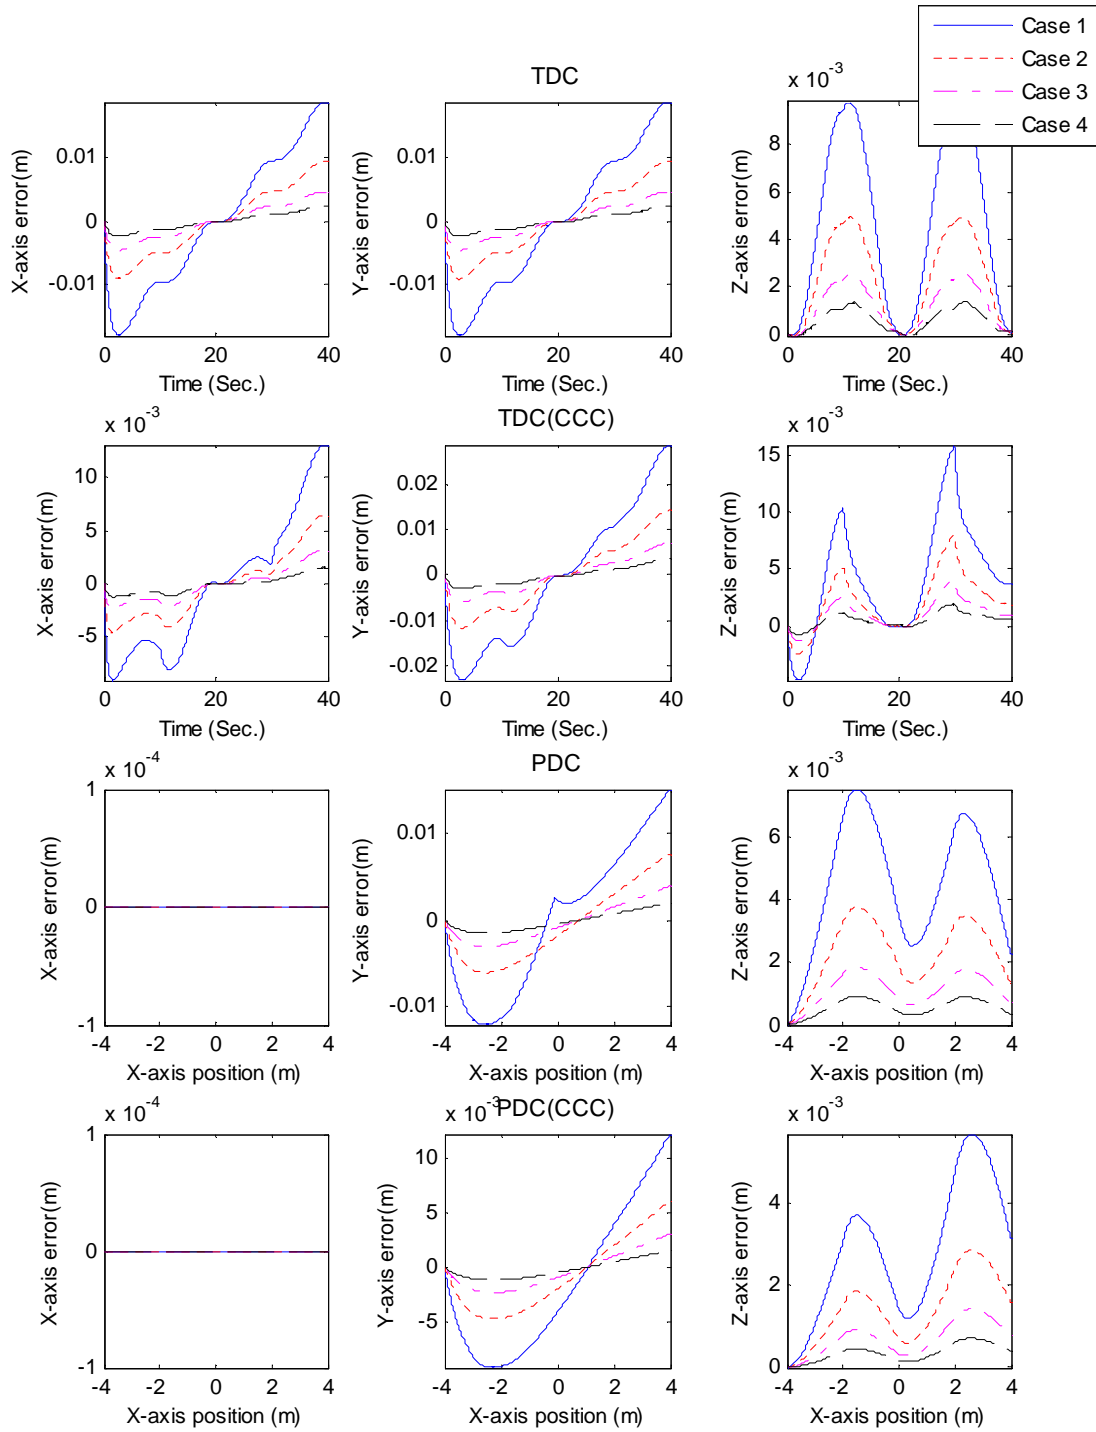 Case 1
Case 2
Case 3
Case 4
TDC
x 10^-3
X-axis error(m)
0.01
0
-0.01
0 20 40
Time (Sec.)
Y-axis error(m)
0.01
0
-0.01
0 20 40
Time (Sec.)
Z-axis error(m)
8
6
4
2
0
0 20 40
Time (Sec.)
x 10^-3
TDC(CCC)
X-axis error(m)
10
5
0
-5
0 20 40
Time (Sec.)
Y-axis error(m)
0.02
0.01
0
-0.01
-0.02
0 20 40
Time (Sec.)
x 10^-3
Z-axis error(m)
15
10
5
0
0 20 40
Time (Sec.)
x 10^-4
PDC
X-axis error(m)
1
0
-1
-4 -2 0 2 4
X-axis position (m)
Y-axis error(m)
0.01
0
-0.01
-4 -2 0 2 4
X-axis position (m)
x 10^-3
Z-axis error(m)
6
4
2
0
-4 -2 0 2 4
X-axis position (m)
x 10^-4
X-axis error(m)
1
0
-1
-4 -2 0 2 4
X-axis position (m)
x 10^-3
PDC(CCC)
Y-axis error(m)
10
5
0
-5
-4 -2 0 2 4
X-axis position (m)
x 10^-3
Z-axis error(m)
4
2
0
-4 -2 0 2 4
X-axis position (m)